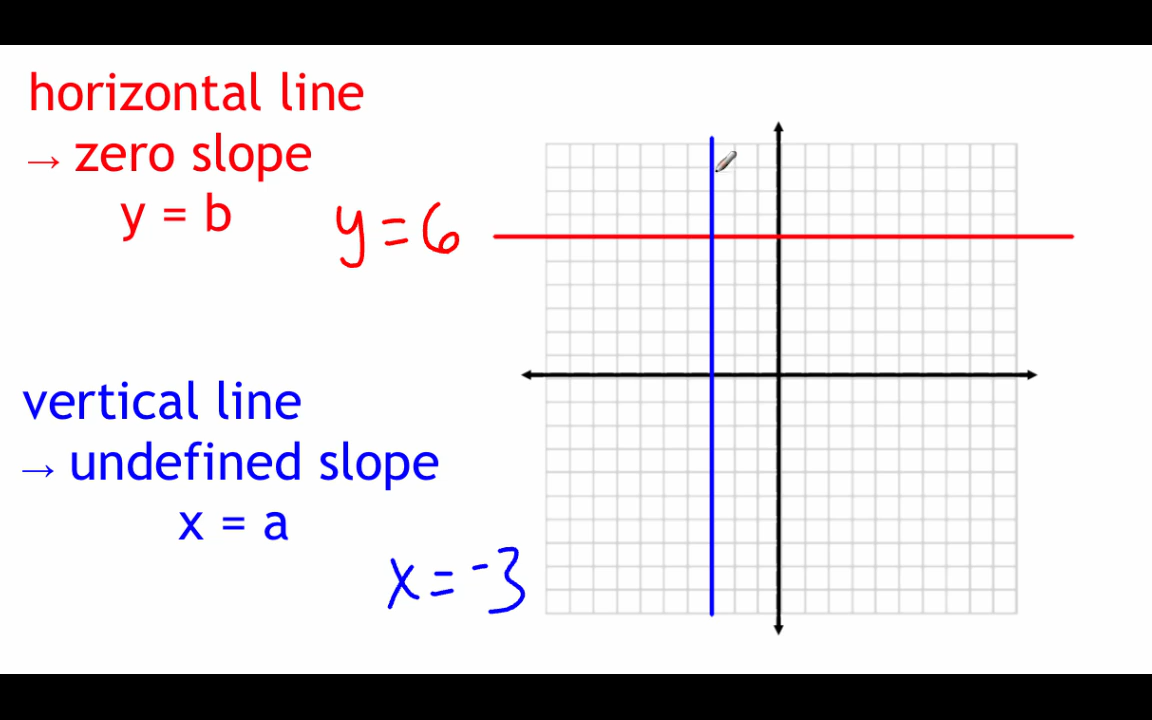 horizontal line
→ zero slope
y = b
y = 6
vertical line
→ undefined slope
x = a
x = -3